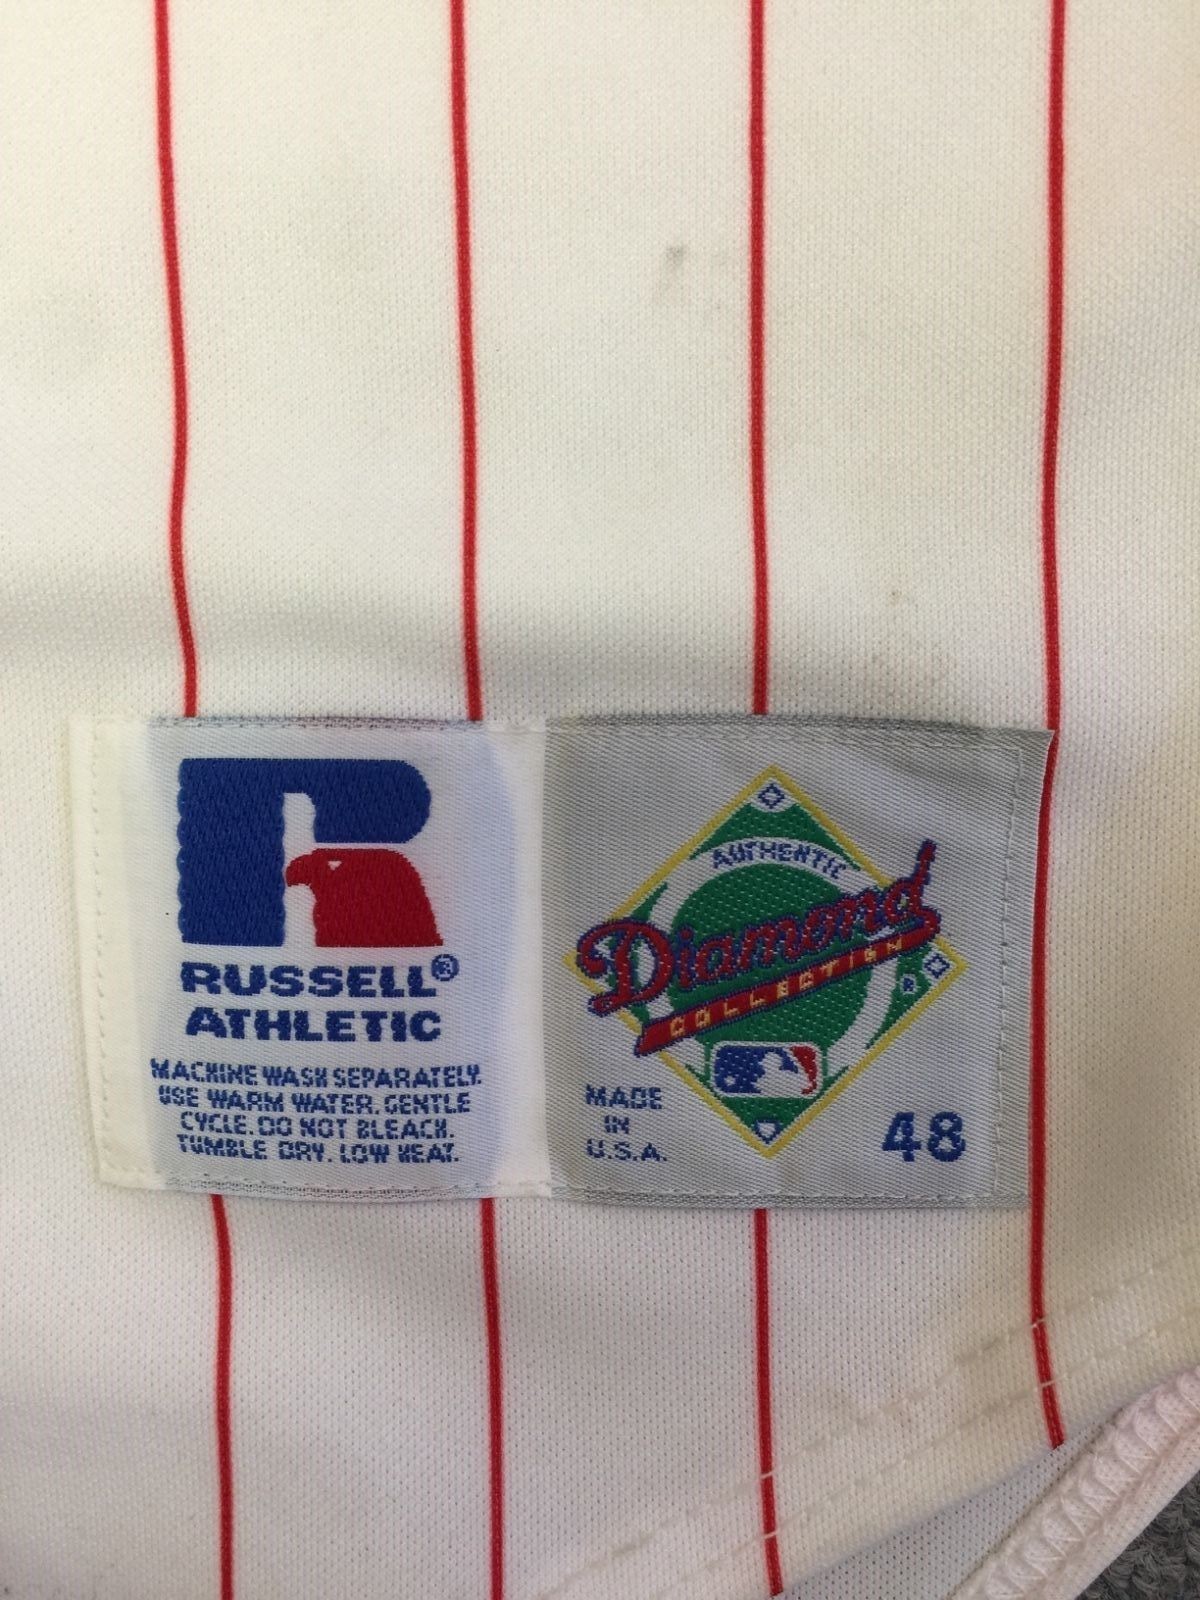 RUSSELL®
ATHLETIC
MACHINE WASH SEPARATELY.
USE WARM WATER. GENTLE
CYCLE. DO NOT BLEACH.
TUMBLE DRY. LOW HEAT.
AUTHENTIC
Diamond
COLLECTION
®
MADE
IN
U.S.A.
48